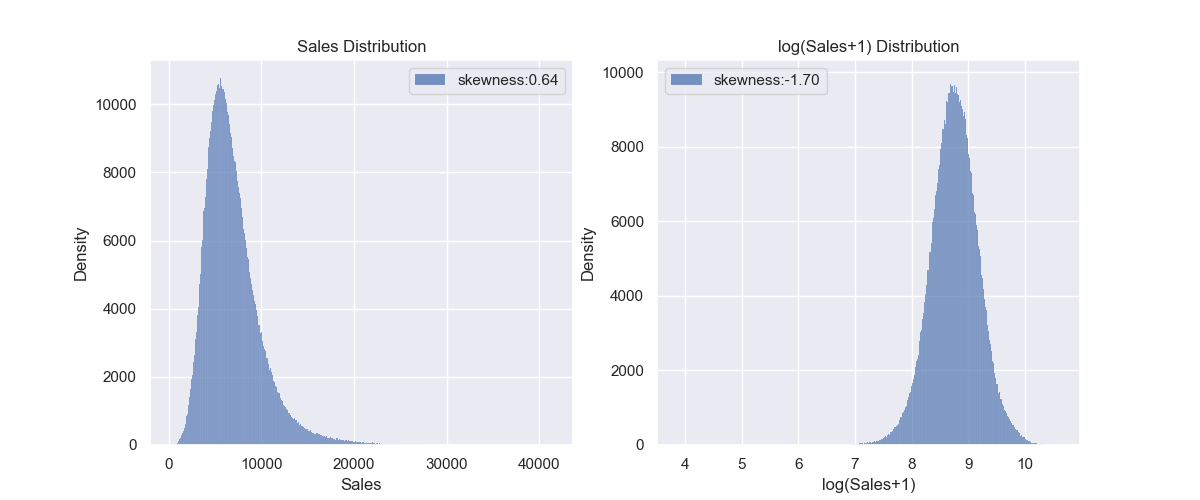 Sales Distribution
skewness:0.64
Density
10000
8000
6000
4000
2000
0
0 10000 20000 30000 40000
Sales
log(Sales+1) Distribution
skewness:-1.70
Density
10000
8000
6000
4000
2000
0
4 5 6 7 8 9 10
log(Sales+1)